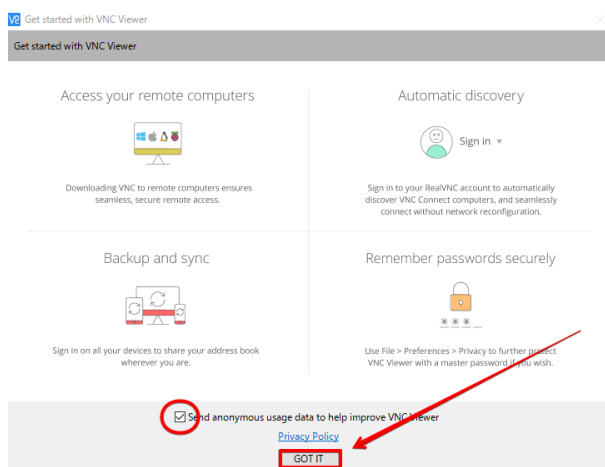 Get started with VNC Viewer
Get started with VNC Viewer
Access your remote computers
Downloading VNC to remote computers ensures
seamless, secure remote access.
Automatic discovery
Sign in
Sign in to your RealVNC account to automatically
discover VNC Connect computers, and seamlessly
connect without network reconfiguration.
Backup and sync
Sign in on all your devices to share your address book
wherever you are.
Remember passwords securely
* * * _
Use File > Preferences > Privacy to further protect
VNC Viewer with a master password if you wish.
Send anonymous usage data to help improve VNC Viewer
Privacy Policy
GOT IT